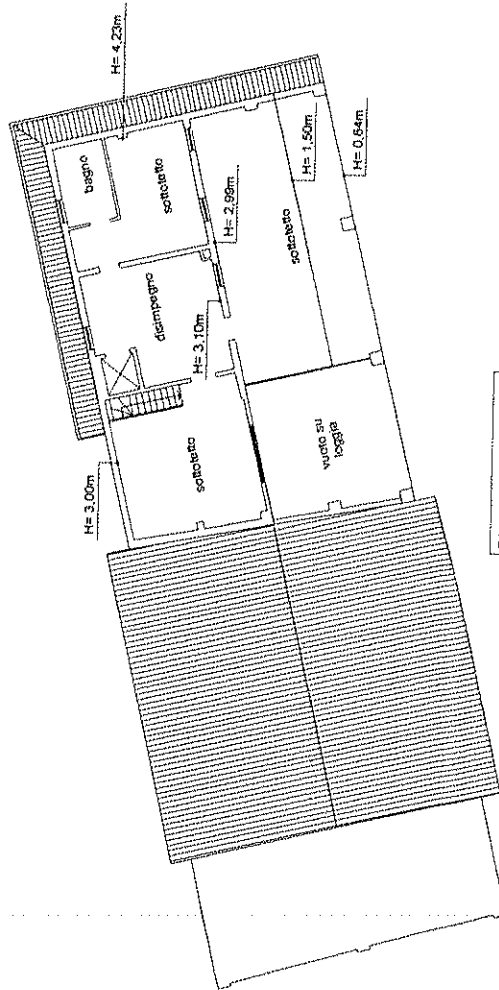 H= 4,23m
bagno
sottotetto
H= 2,99m
H= 1,50m
H= 0,64m
disimpegno
sottotetto
H= 3,10m
sottotetto
vuoto su
loggia
H= 3,00m